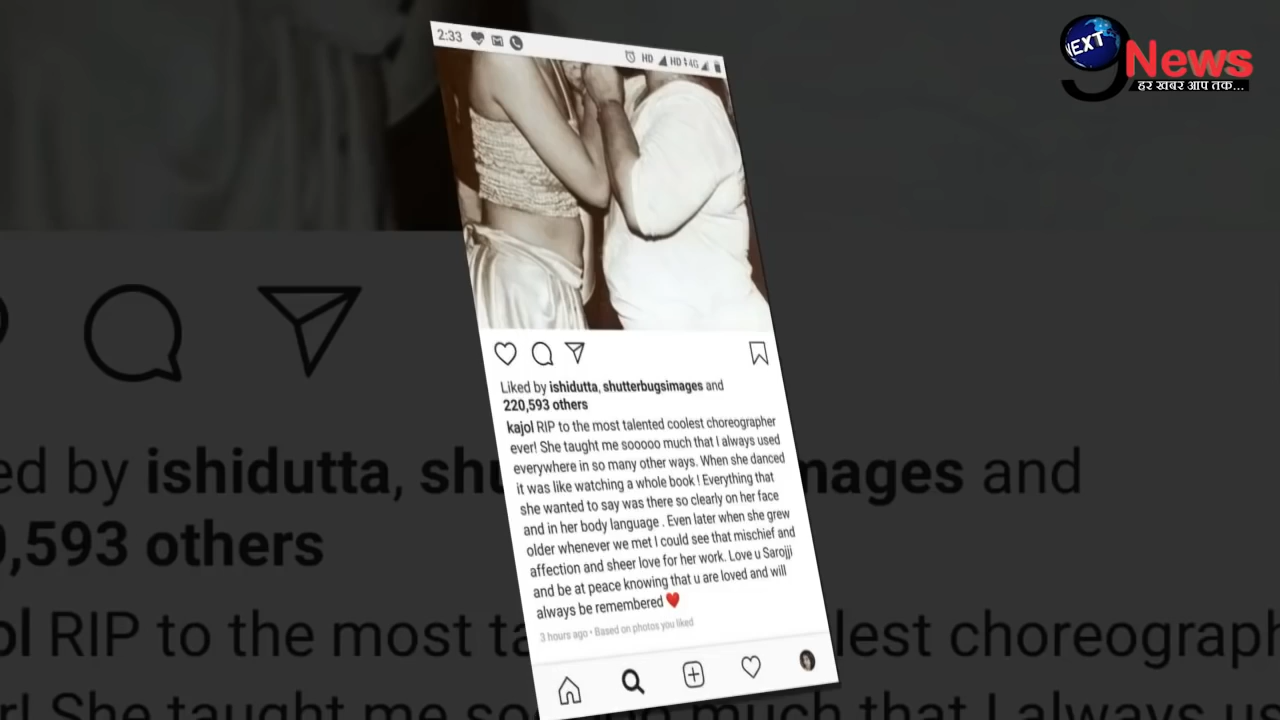 2:33
HD HD 4G
NEXT
9 News
हर खबर आप तक...
Liked by ishidutta, shutterbugsimages and
220,593 others
kajol RIP to the most talented coolest choreographer
ever! She taught me sooooo much that I always used
everywhere in so many other ways. When she danced
it was like watching a whole book ! Everything that
she wanted to say was there so clearly on her face
and in her body language . Even later when she grew
older whenever we met I could see that mischief and
affection and sheer love for her work. Love u Sarojji
and be at peace knowing that u are loved and will
always be remembered ❤️
3 hours ago • Based on photos you liked
ed by ishidutta, shu mages and
,593 others
ol RIP to the most ta lest choreograph
r! She taught me so much that I always us